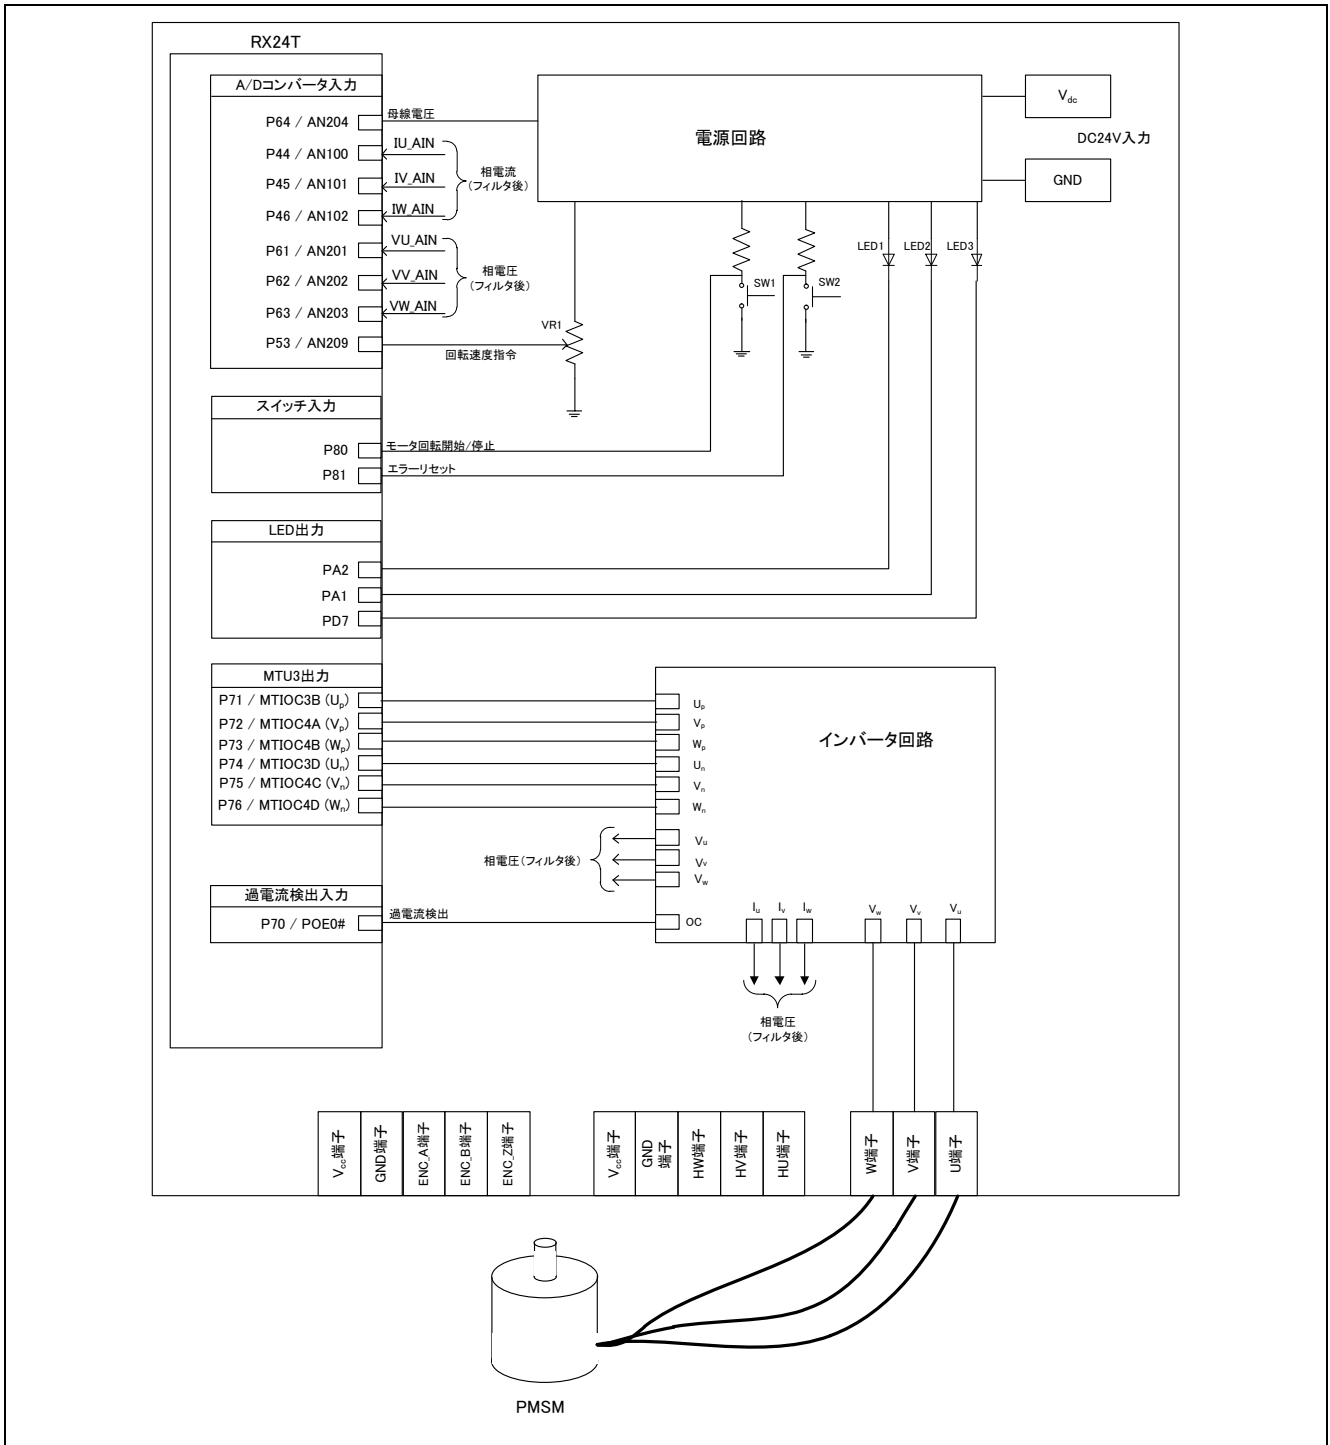 RX24T
A/Dコンバータ入力
P64 / AN204
P44 / AN100
P45 / AN101
P46 / AN102
P61 / AN201
P62 / AN202
P63 / AN203
P53 / AN209
母線電圧
IU_AIN
IV_AIN
IW_AIN
相電流
(フィルタ後)
VU_AIN
VV_AIN
VW_AIN
相電圧
(フィルタ後)
回転速度指令
VR1
電源回路
Vdc
DC24V入力
GND
SW1
SW2
LED1
LED2
LED3
スイッチ入力
P80
モータ回転開始/停止
P81
エラーリセット
LED出力
PA2
PA1
PD7
MTU3出力
P71 / MTIOC3B (Up)
P72 / MTIOC4A (Vp)
P73 / MTIOC4B (Wp)
P74 / MTIOC3D (Un)
P75 / MTIOC4C (Vn)
P76 / MTIOC4D (Wn)
インバータ回路
Up
Vp
Wp
Un
Vn
Wn
Vu
Vv
Vw
相電圧(フィルタ後)
過電流検出入力
P70 / POE0#
過電流検出
OC
Iu
Iv
Iw
相電圧
(フィルタ後)
Vw
Vv
Vu
Vcc端子
GND端子
ENC_A端子
ENC_B端子
ENC_Z端子
Vcc端子
GND
端子
HW端子
HV端子
HU端子
W端子
V端子
U端子
PMSM